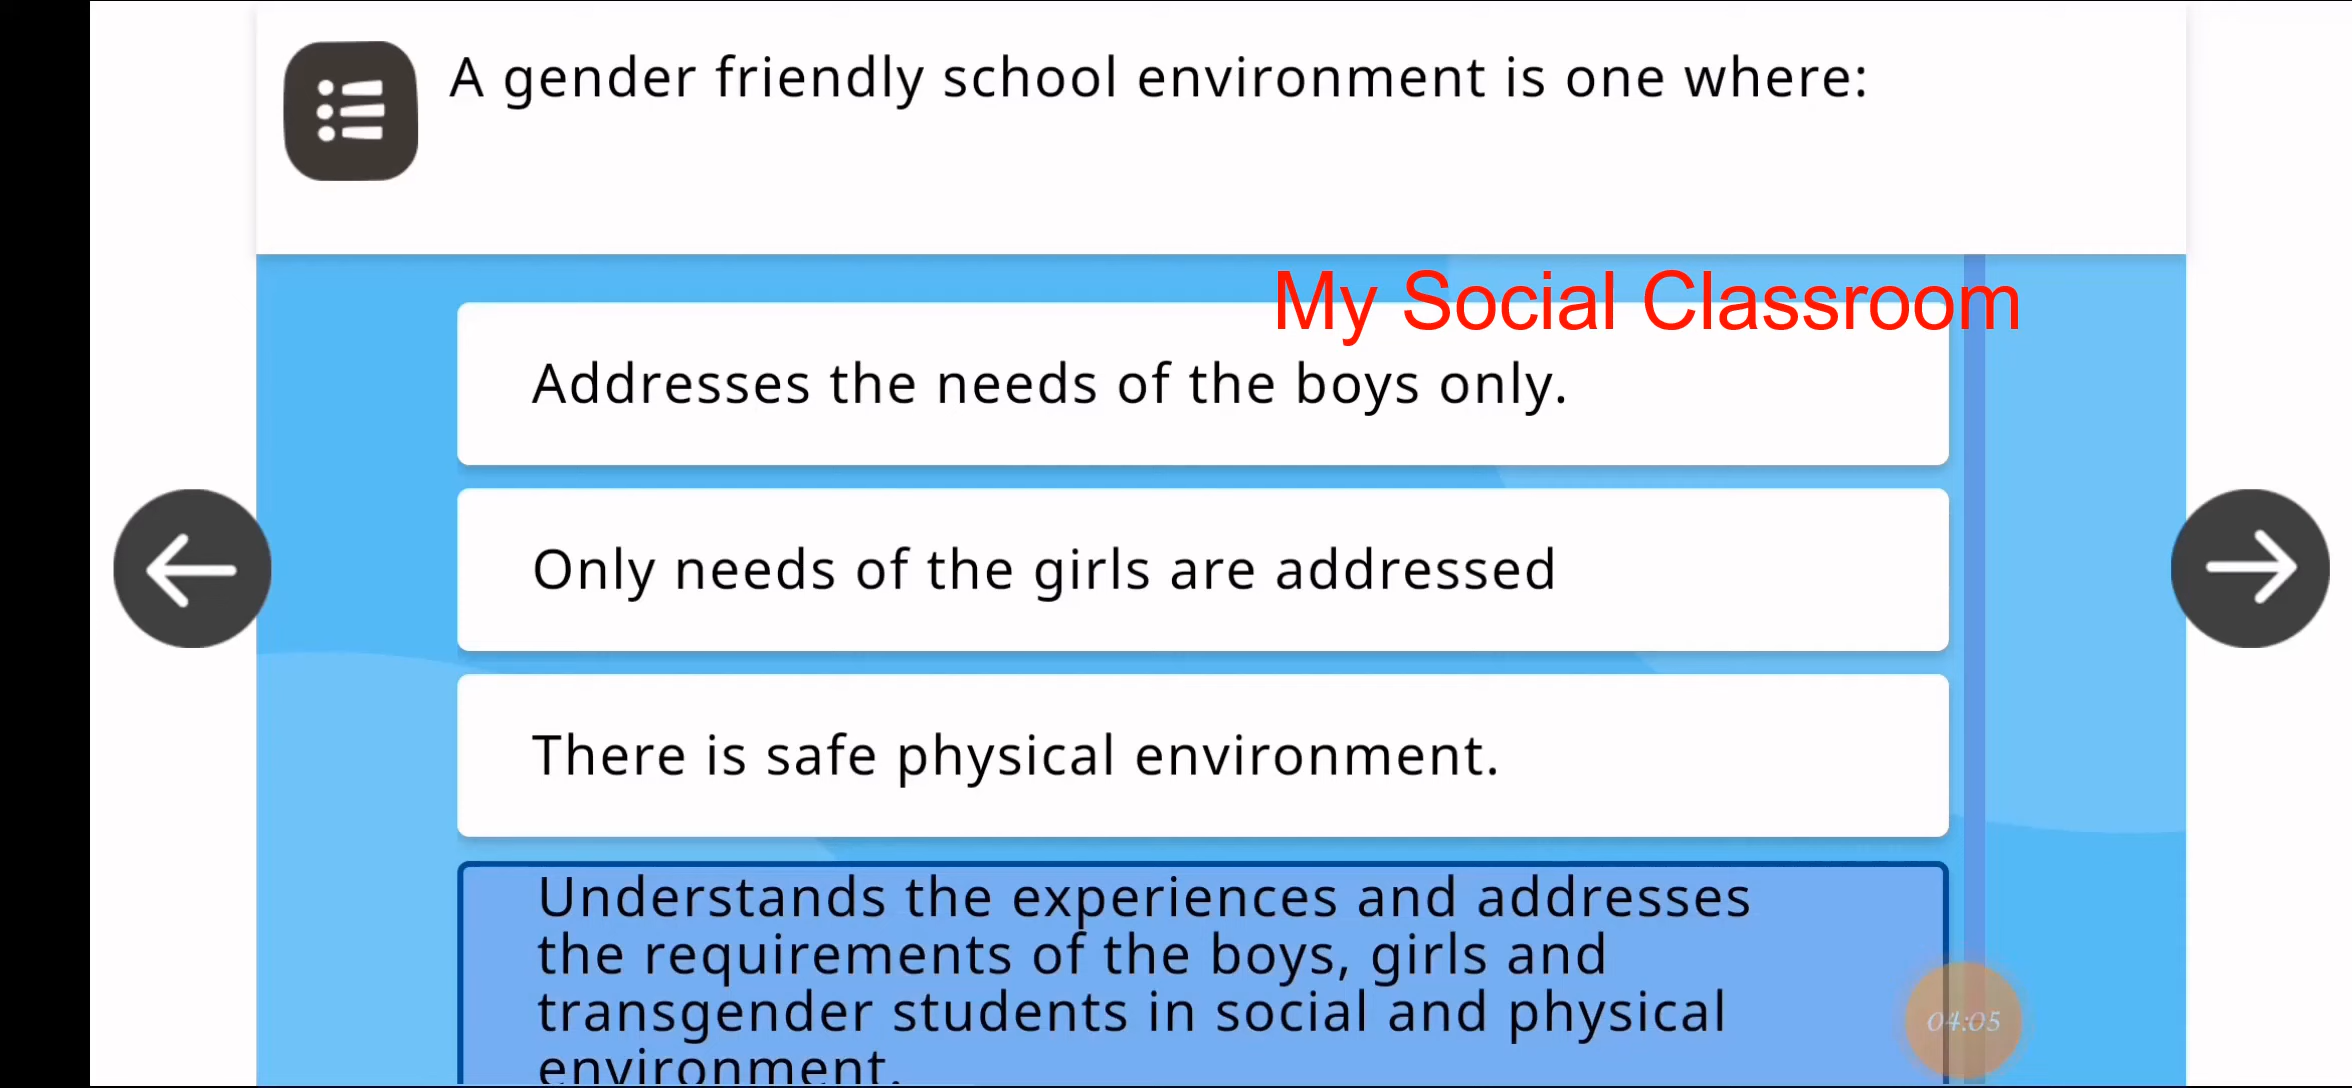 A gender friendly school environment is one where:
My Social Classroom
Addresses the needs of the boys only.
Only needs of the girls are addressed
There is safe physical environment.
Understands the experiences and addresses
the requirements of the boys, girls and
transgender students in social and physical
environment.
04:05